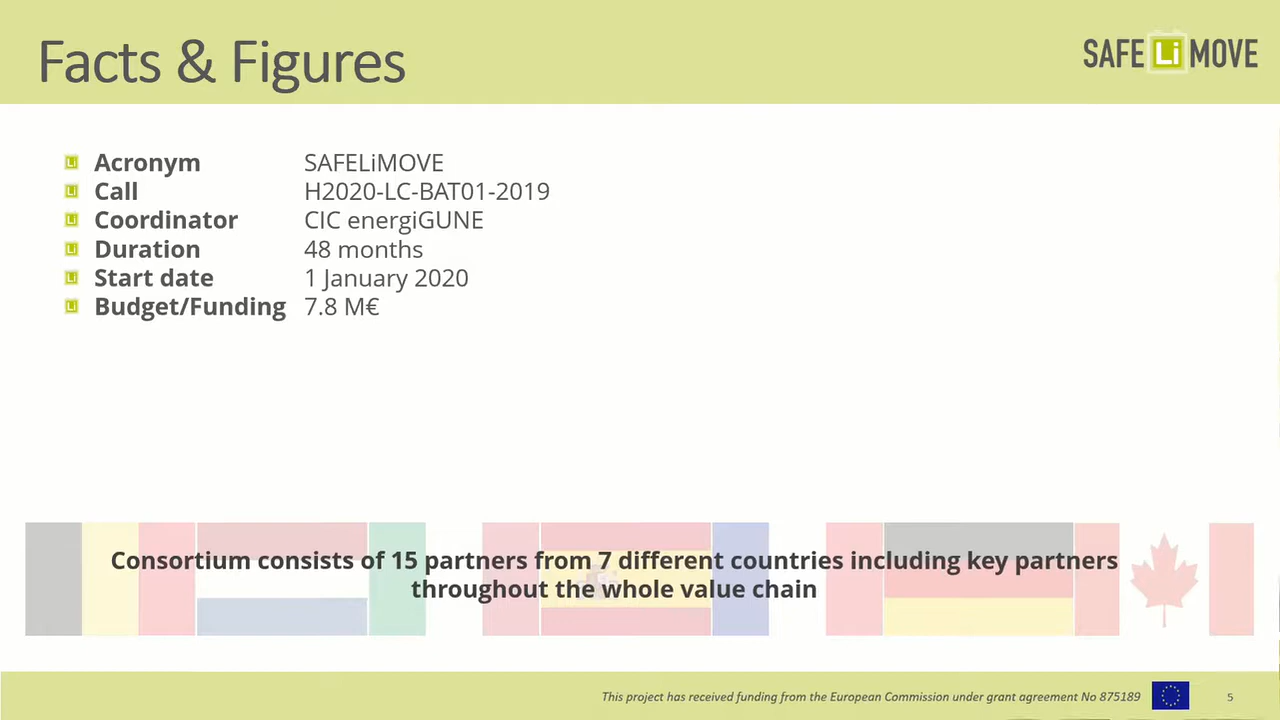 Facts & Figures
SAFE Li MOVE
Acronym SAFELiMOVE
Call H2020-LC-BAT01-2019
Coordinator CIC energiGUNE
Duration 48 months
Start date 1 January 2020
Budget/Funding 7.8 M€
Consortium consists of 15 partners from 7 different countries including key partners
throughout the whole value chain
This project has received funding from the European Commission under grant agreement No 875189
5